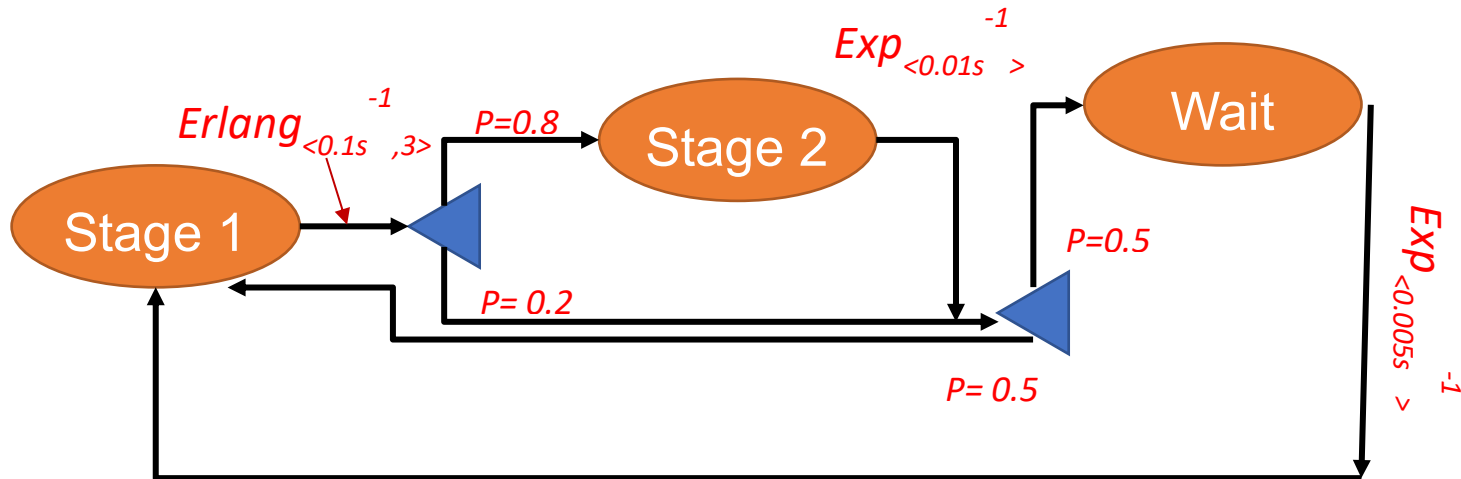 Exp<0.01s⁻¹>
Wait
Erlang<0.1s⁻¹,3>
P=0.8
Stage 2
Stage 1
P=0.5
Exp<0.005s⁻¹>
P= 0.2
P= 0.5